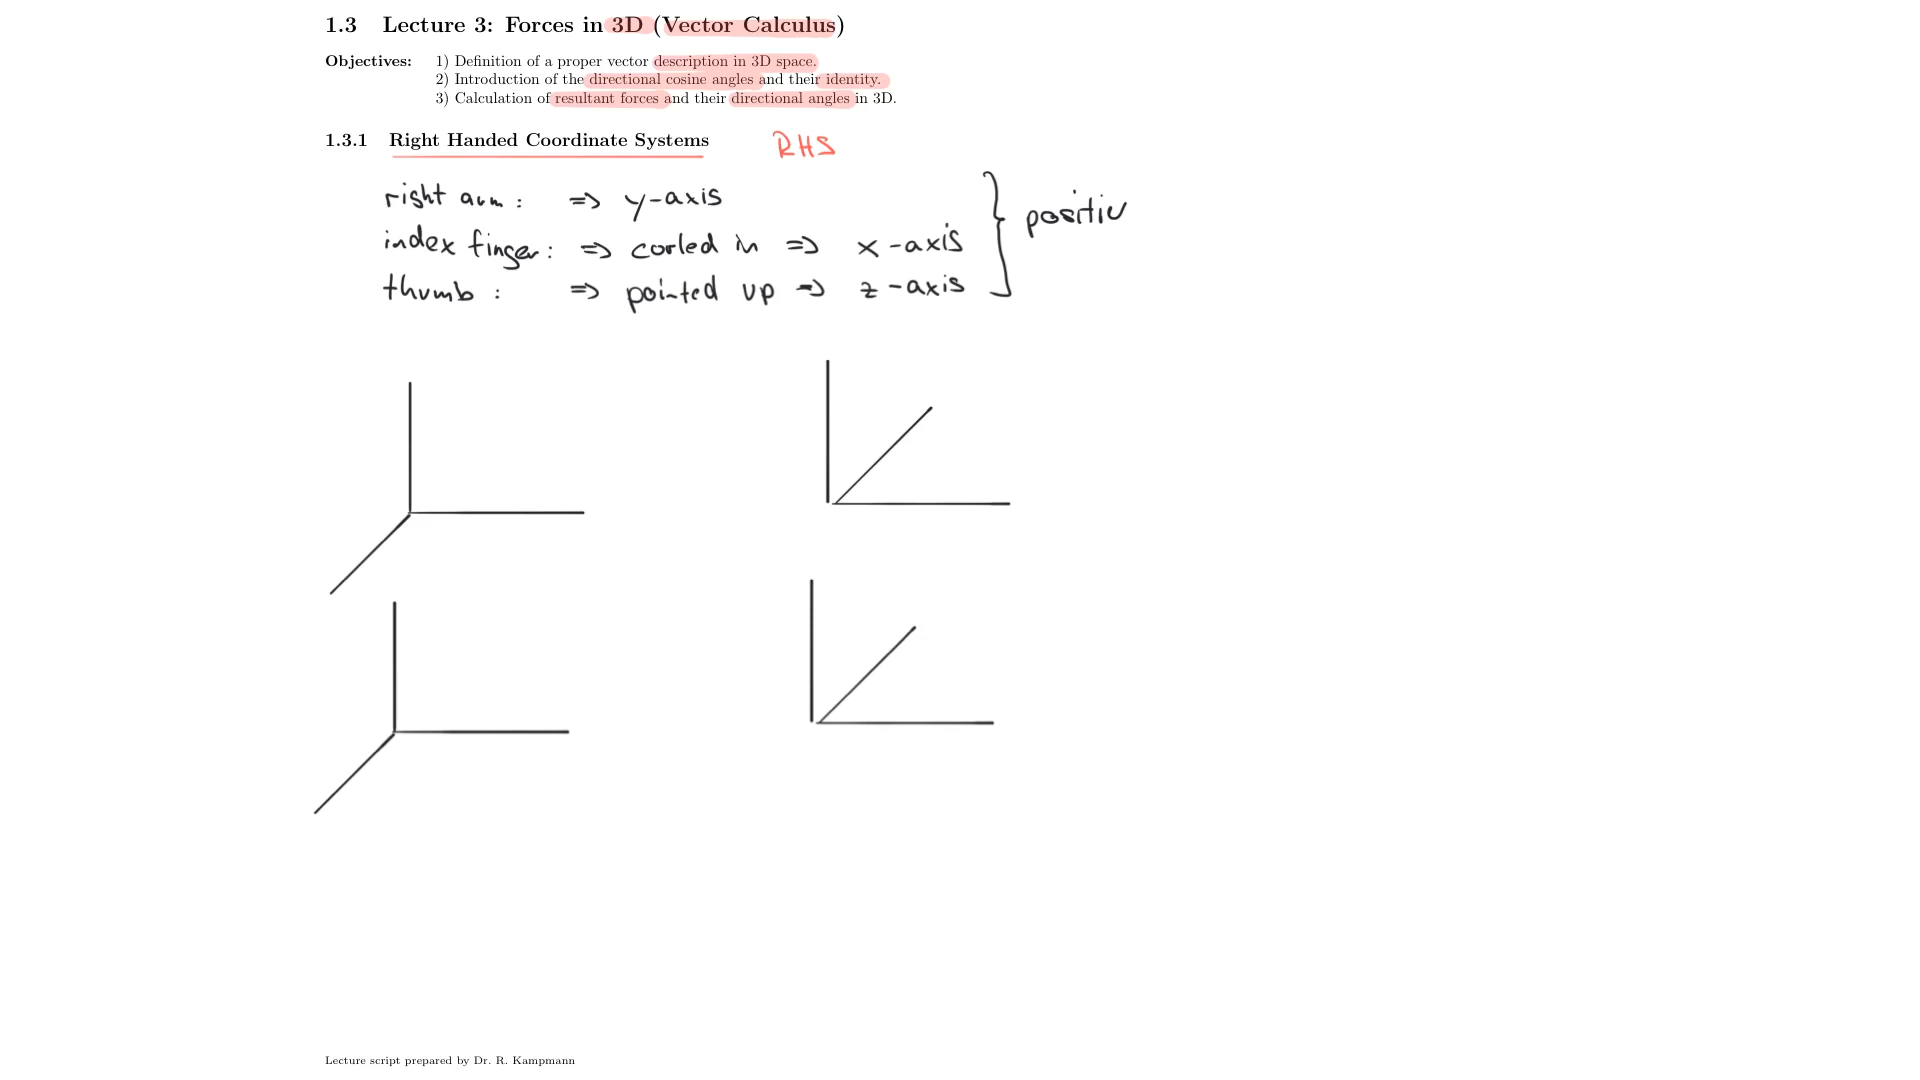 1.3 Lecture 3: Forces in 3D (Vector Calculus)
Objectives: 1) Definition of a proper vector description in 3D space.
2) Introduction of the directional cosine angles and their identity.
3) Calculation of resultant forces and their directional angles in 3D.
1.3.1 Right Handed Coordinate Systems RHS
right arm : => y-axis
index finger : => corled in => x-axis
thumb : => pointed up => z-axis
} positiv
Lecture script prepared by Dr. R. Kampmann